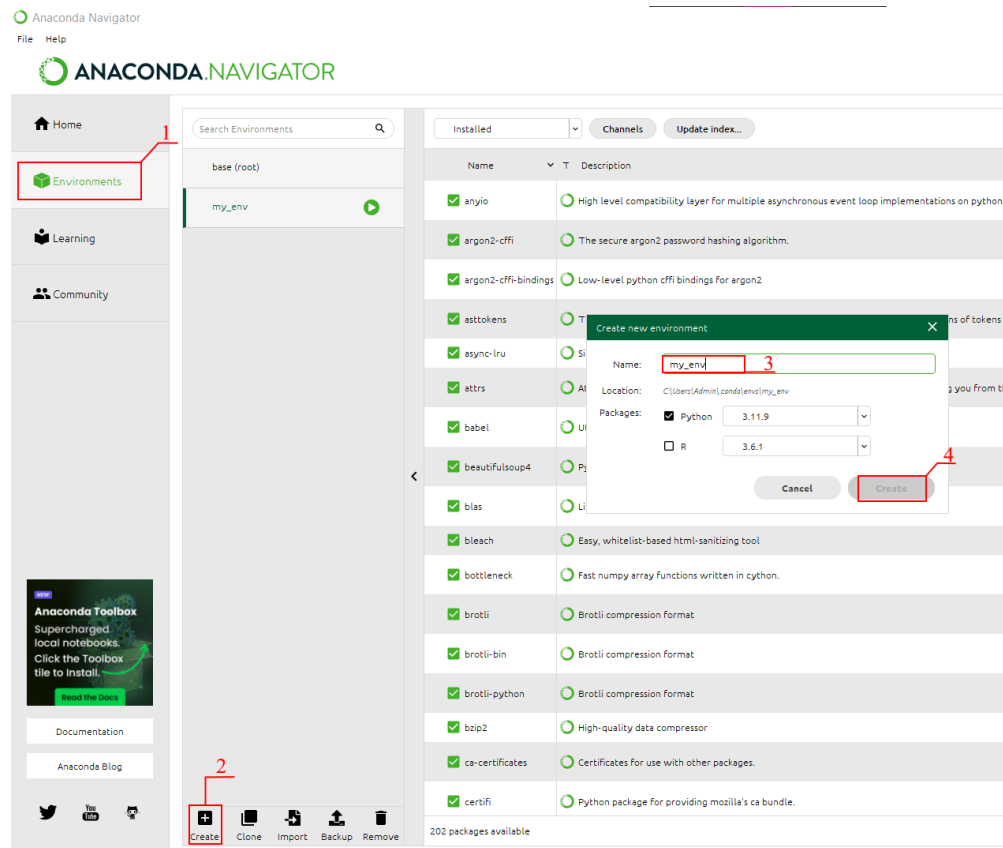 Anaconda Navigator
File Help
ANACONDA.NAVIGATOR
Home
1
Environments
Learning
Community
NEW
Anaconda Toolbox
Supercharged
local notebooks.
Click the Toolbox
tile to Install.
Read the Docs
Documentation
Anaconda Blog
You
Tube
Search Environments
base (root)
my_env
2
Create Clone Import Backup Remove
Installed Channels Update index...
Name T Description
anyio High level compatibility layer for multiple asynchronous event loop implementations on python
argon2-cffi The secure argon2 password hashing algorithm.
argon2-cffi-bindings Low-level python cffi bindings for argon2
asttokens T ns of tokens
async-lru Si
attrs At g you from t
babel
beautifulsoup4
blas Li
bleach Easy, whitelist-based html-sanitizing tool
bottleneck Fast numpy array functions written in cython.
brotli Brotli compression format
brotli-bin Brotli compression format
brotli-python Brotli compression format
bzip2 High-quality data compressor
ca-certificates Certificates for use with other packages.
certifi Python package for providing mozilla's ca bundle.
202 packages available
Create new environment
Name: my_env 3
Location: C:\Users\Admin\.conda\envs\my_env
Packages: Python 3.11.9
R 3.6.1
4
Cancel Create